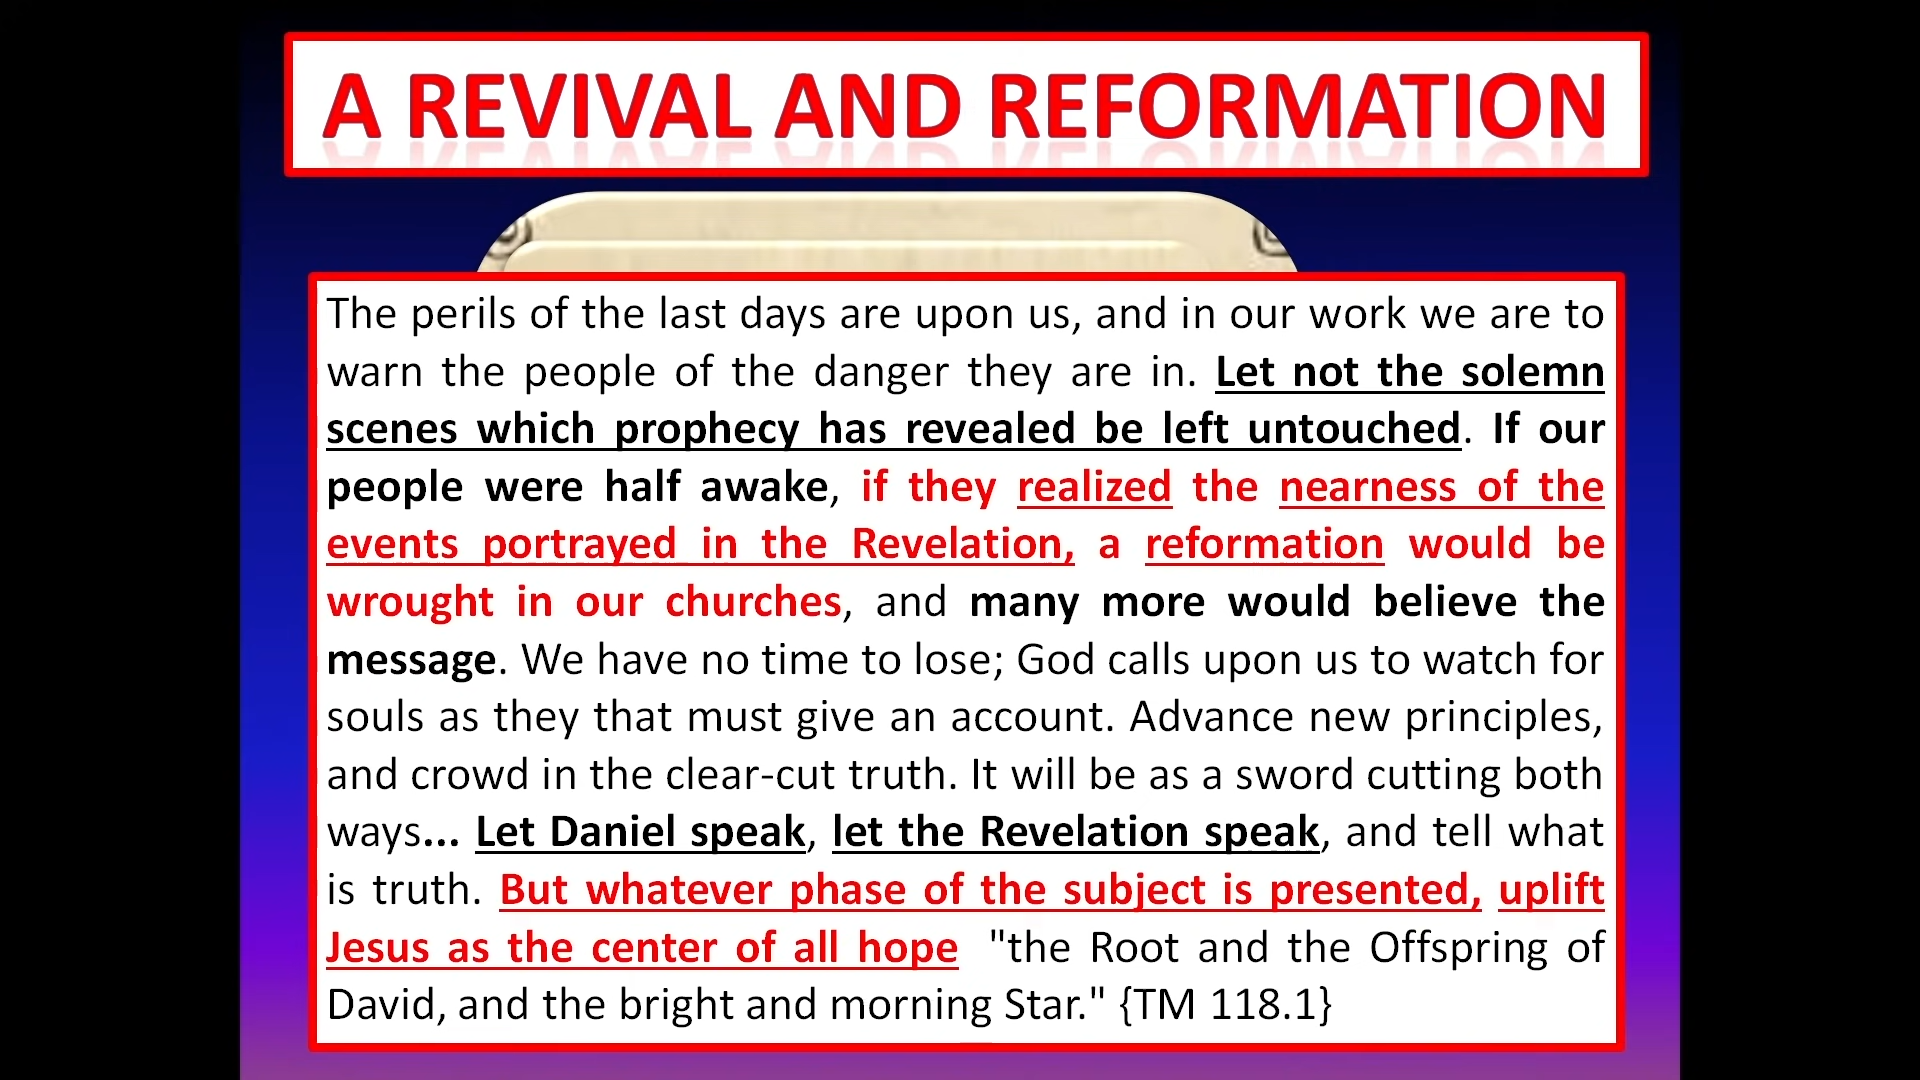 A REVIVAL AND REFORMATION
The perils of the last days are upon us, and in our work we are to
warn the people of the danger they are in. Let not the solemn
scenes which prophecy has revealed be left untouched. If our
people were half awake, if they realized the nearness of the
events portrayed in the Revelation, a reformation would be
wrought in our churches, and many more would believe the
message. We have no time to lose; God calls upon us to watch for
souls as they that must give an account. Advance new principles,
and crowd in the clear-cut truth. It will be as a sword cutting both
ways... Let Daniel speak, let the Revelation speak, and tell what
is truth. But whatever phase of the subject is presented, uplift
Jesus as the center of all hope "the Root and the Offspring of
David, and the bright and morning Star." {TM 118.1}